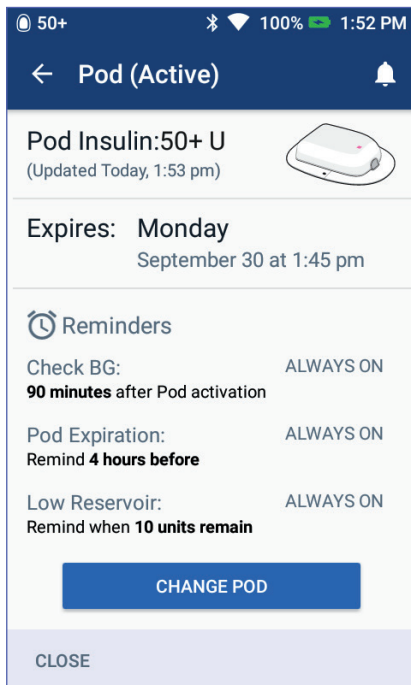 50+ 100% 1:52 PM
Pod (Active)
Pod Insulin:50+ U
(Updated Today, 1:53 pm)
Expires: Monday
September 30 at 1:45 pm
Reminders
Check BG: ALWAYS ON
90 minutes after Pod activation
Pod Expiration: ALWAYS ON
Remind 4 hours before
Low Reservoir: ALWAYS ON
Remind when 10 units remain
CHANGE POD
CLOSE